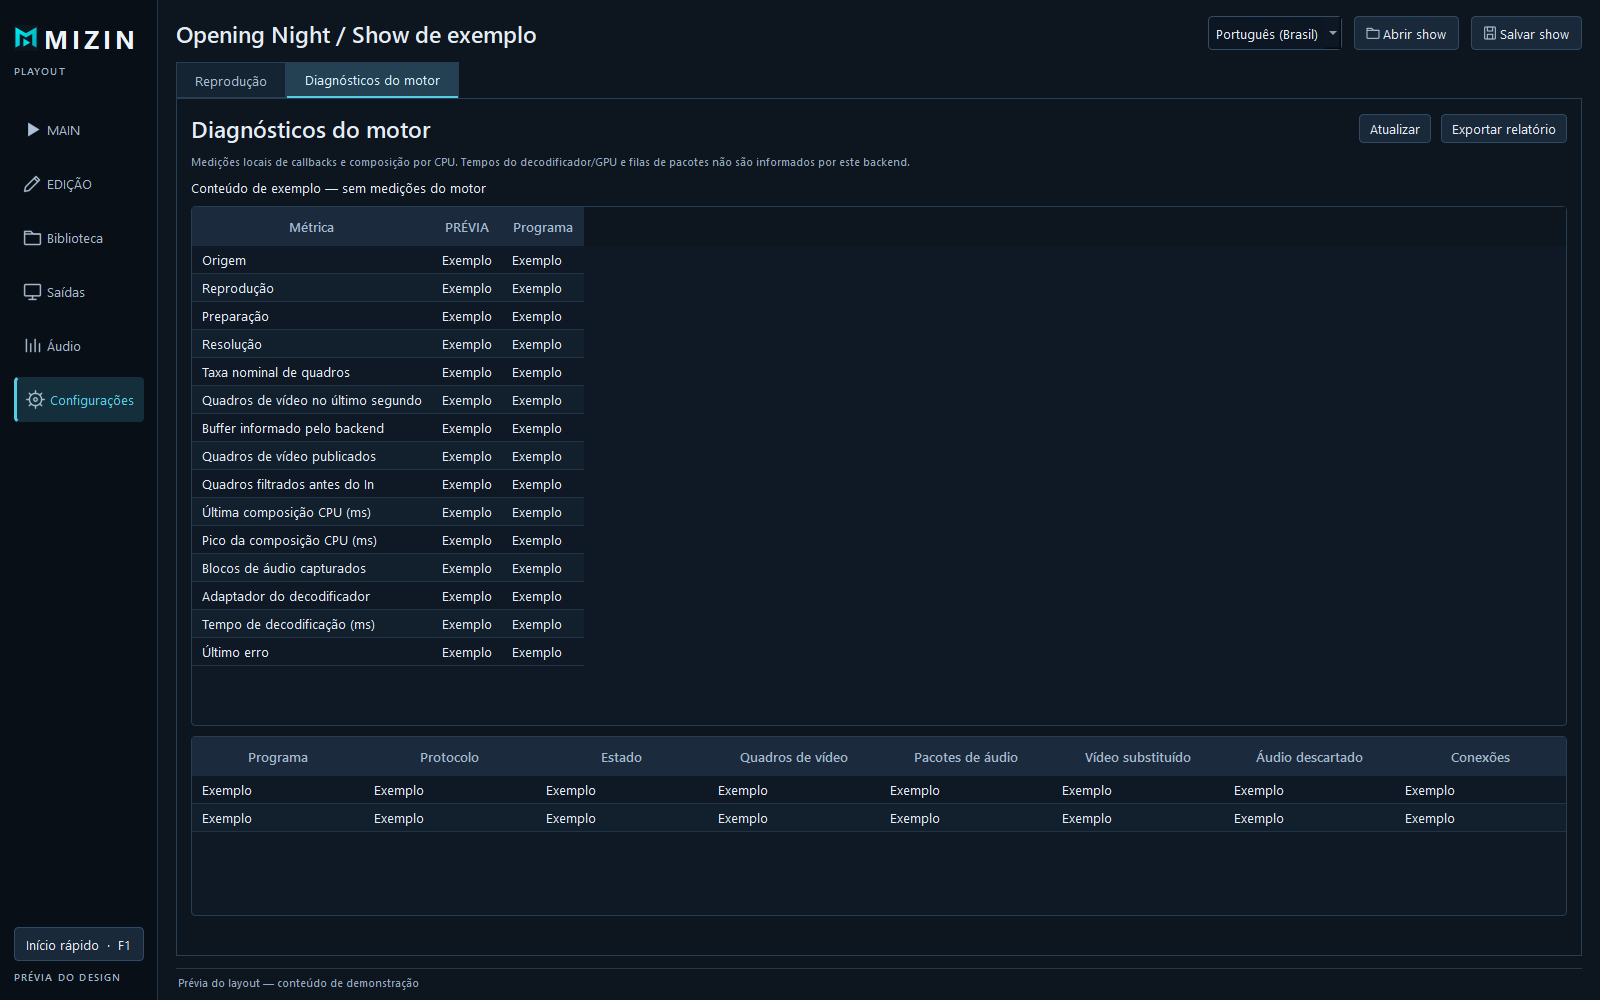 MIZIN
PLAYOUT
MAIN
EDIÇÃO
Biblioteca
Saídas
Áudio
Configurações
Início rápido · F1
PRÉVIA DO DESIGN
Opening Night / Show de exemplo
Português (Brasil)
Abrir show
Salvar show
Reprodução
Diagnósticos do motor
Diagnósticos do motor
Atualizar
Exportar relatório
Medições locais de callbacks e composição por CPU. Tempos do decodificador/GPU e filas de pacotes não são informados por este backend.
Conteúdo de exemplo — sem medições do motor
Métrica PRÉVIA Programa
Origem Exemplo Exemplo
Reprodução Exemplo Exemplo
Preparação Exemplo Exemplo
Resolução Exemplo Exemplo
Taxa nominal de quadros Exemplo Exemplo
Quadros de vídeo no último segundo Exemplo Exemplo
Buffer informado pelo backend Exemplo Exemplo
Quadros de vídeo publicados Exemplo Exemplo
Quadros filtrados antes do In Exemplo Exemplo
Última composição CPU (ms) Exemplo Exemplo
Pico da composição CPU (ms) Exemplo Exemplo
Blocos de áudio capturados Exemplo Exemplo
Adaptador do decodificador Exemplo Exemplo
Tempo de decodificação (ms) Exemplo Exemplo
Último erro Exemplo Exemplo
Programa Protocolo Estado Quadros de vídeo Pacotes de áudio Vídeo substituído Áudio descartado Conexões
Exemplo Exemplo Exemplo Exemplo Exemplo Exemplo Exemplo Exemplo
Exemplo Exemplo Exemplo Exemplo Exemplo Exemplo Exemplo Exemplo
Prévia do layout — conteúdo de demonstração